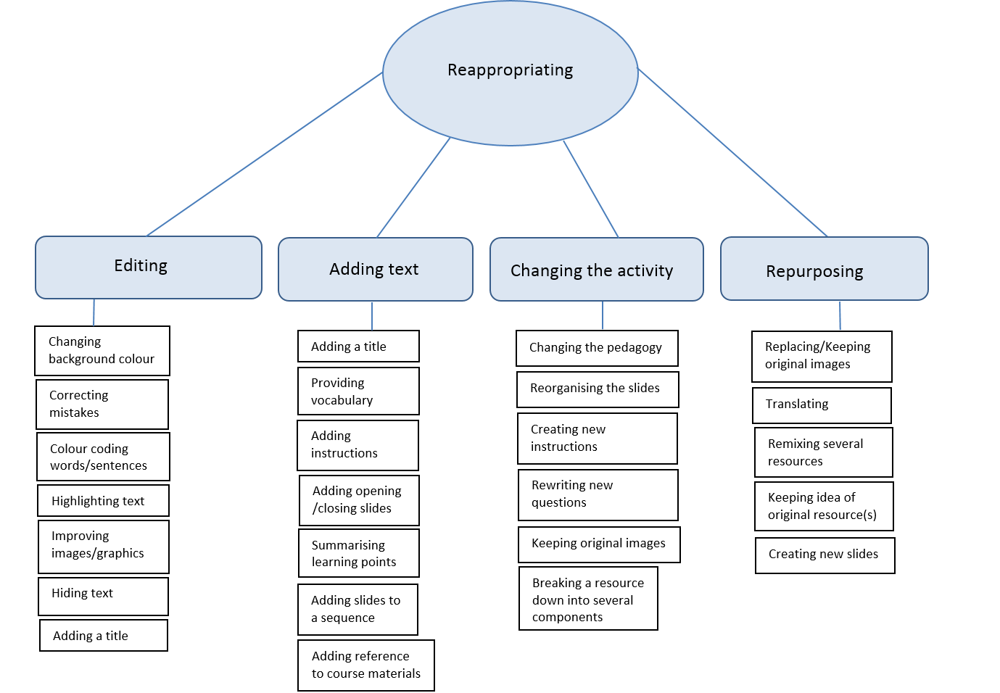 Reappropriating
Editing
Changing
background colour
Correcting
mistakes
Colour coding
words/sentences
Highlighting text
Improving
images/graphics
Hiding text
Adding a title
Adding text
Adding a title
Providing
vocabulary
Adding
instructions
Adding opening
/closing slides
Summarising
learning points
Adding slides to
a sequence
Adding reference
to course materials
Changing the activity
Changing the pedagogy
Reorganising the slides
Creating new
instructions
Rewriting new
questions
Keeping original images
Breaking a resource
down into several
components
Repurposing
Replacing/Keeping
original images
Translating
Remixing several
resources
Keeping idea of
original resource(s)
Creating new slides